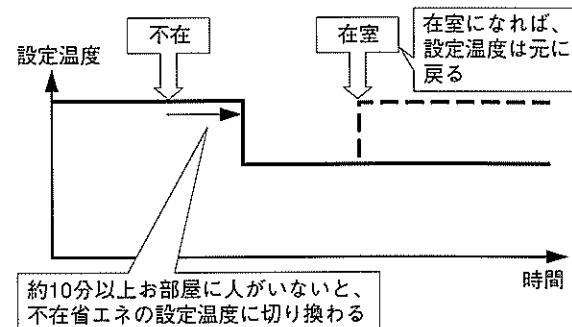 不在
在室
在室になれば、
設定温度は元に
戻る
設定温度
時間
約10分以上お部屋に人がいないと、
不在省エネの設定温度に切り換わる